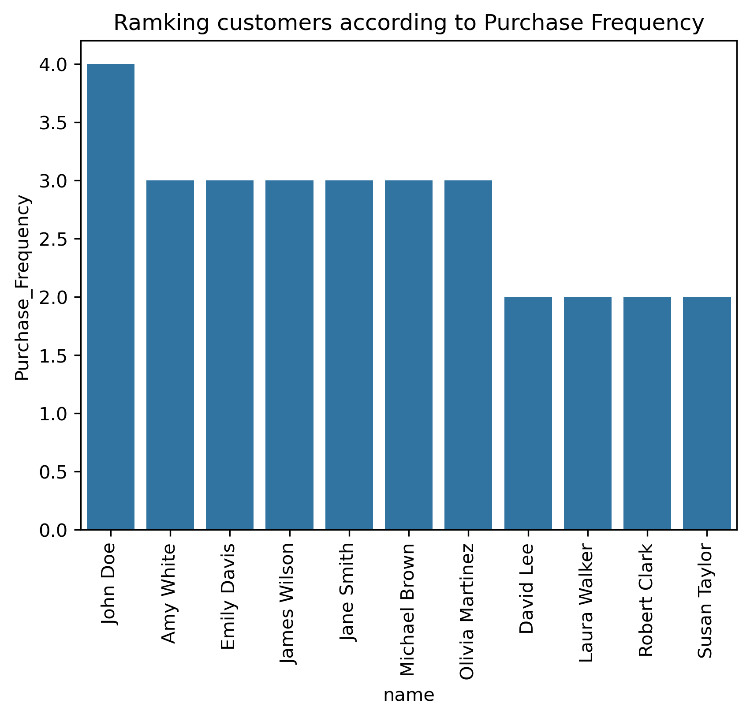 Ramking customers according to Purchase Frequency
Purchase_Frequency
4.0
3.5
3.0
2.5
2.0
1.5
1.0
0.5
0.0
John Doe
Amy White
Emily Davis
James Wilson
Jane Smith
Michael Brown
Olivia Martinez
David Lee
Laura Walker
Robert Clark
Susan Taylor
name